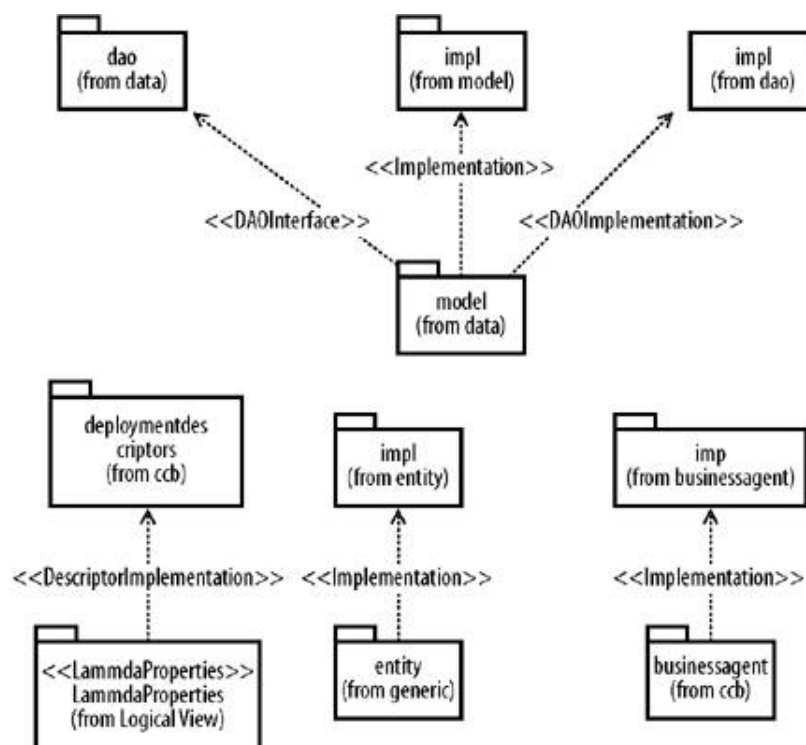 dao
(from data)
impl
(from model)
impl
(from dao)
<<Implementation>>
<<DAOInterface>>
<<DAOImplementation>>
model
(from data)
deploymentdes
criptors
(from ccb)
impl
(from entity)
imp
(from businessagent)
<<DescriptorImplementation>>
<<Implementation>>
<<Implementation>>
<<LammdaProperties>>
LammdaProperties
(from Logical View)
entity
(from generic)
businessagent
(from ccb)